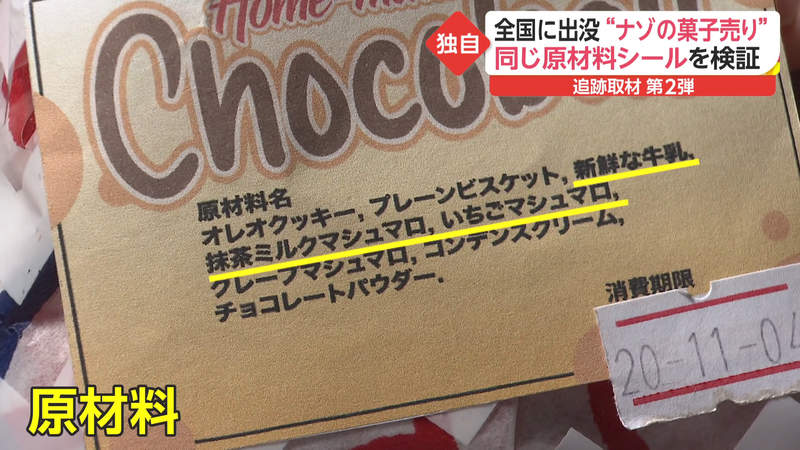 独自
全国に出没“ナゾの菓子売り”
同じ原材料シールを検証
追跡取材 第2弾
Home-ma
Choco
原材料名
オレオクッキー, プレーンビスケット, 新鮮な牛乳,
抹茶ミルクマシュマロ, いちごマシュマロ,
グレープマシュマロ, コンデンスクリーム,
チョコレートパウダー.
消費期限
20-11-04
原材料